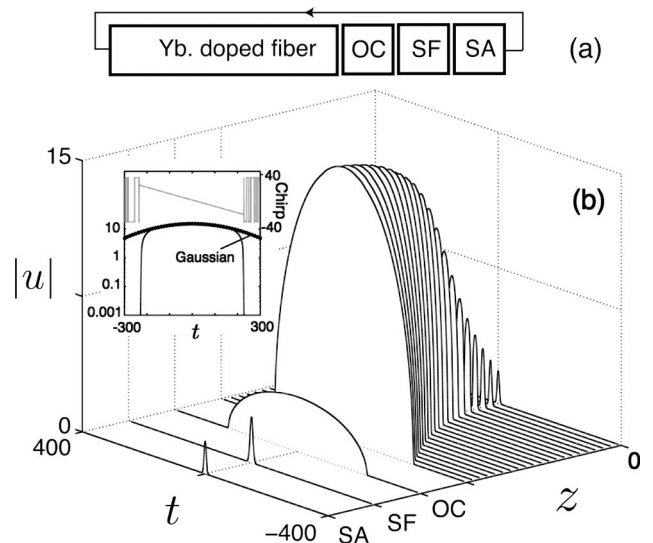 Yb. doped fiber OC SF SA (a)
15
(b)
40
Chirp
-40
10
1
0.1
0.001
Gaussian
-300 t 300
|u|
0
400
t
-400
SA
SF
OC
z
0